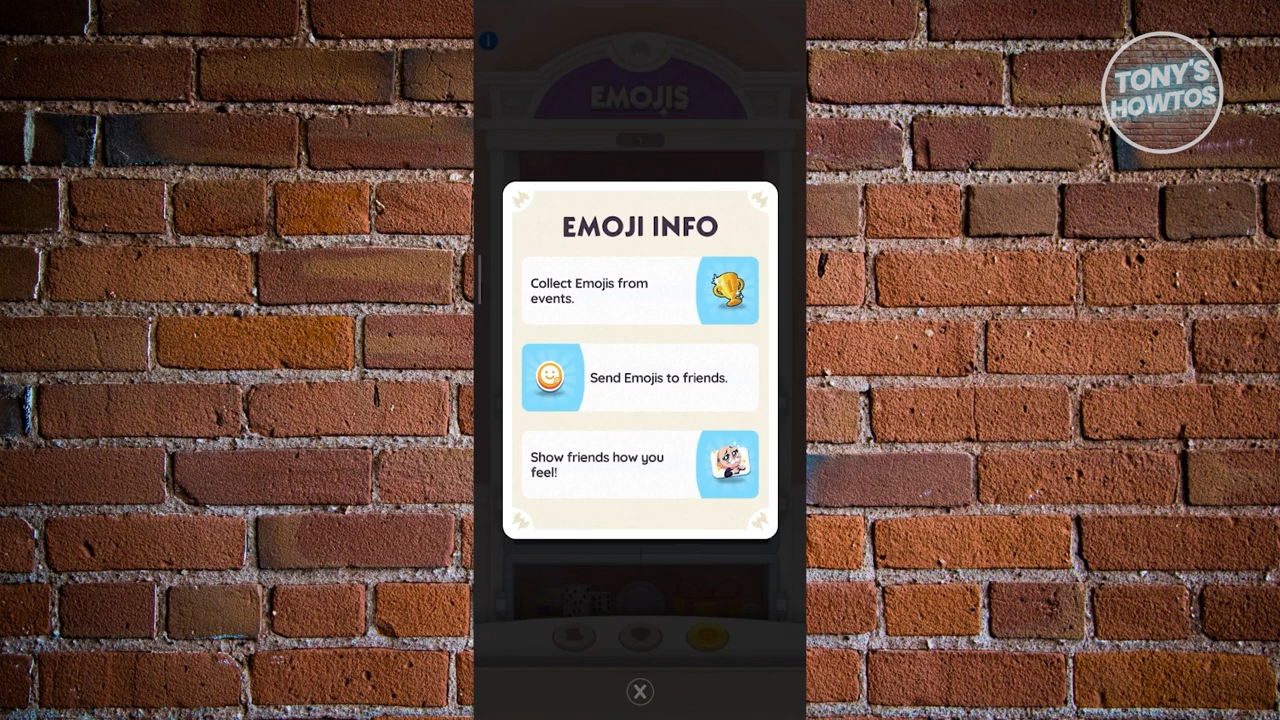 TONY'S
HOWTOS
EMOJIS
EMOJI INFO
Collect Emojis from
events.
Send Emojis to friends.
Show friends how you
feel!
X